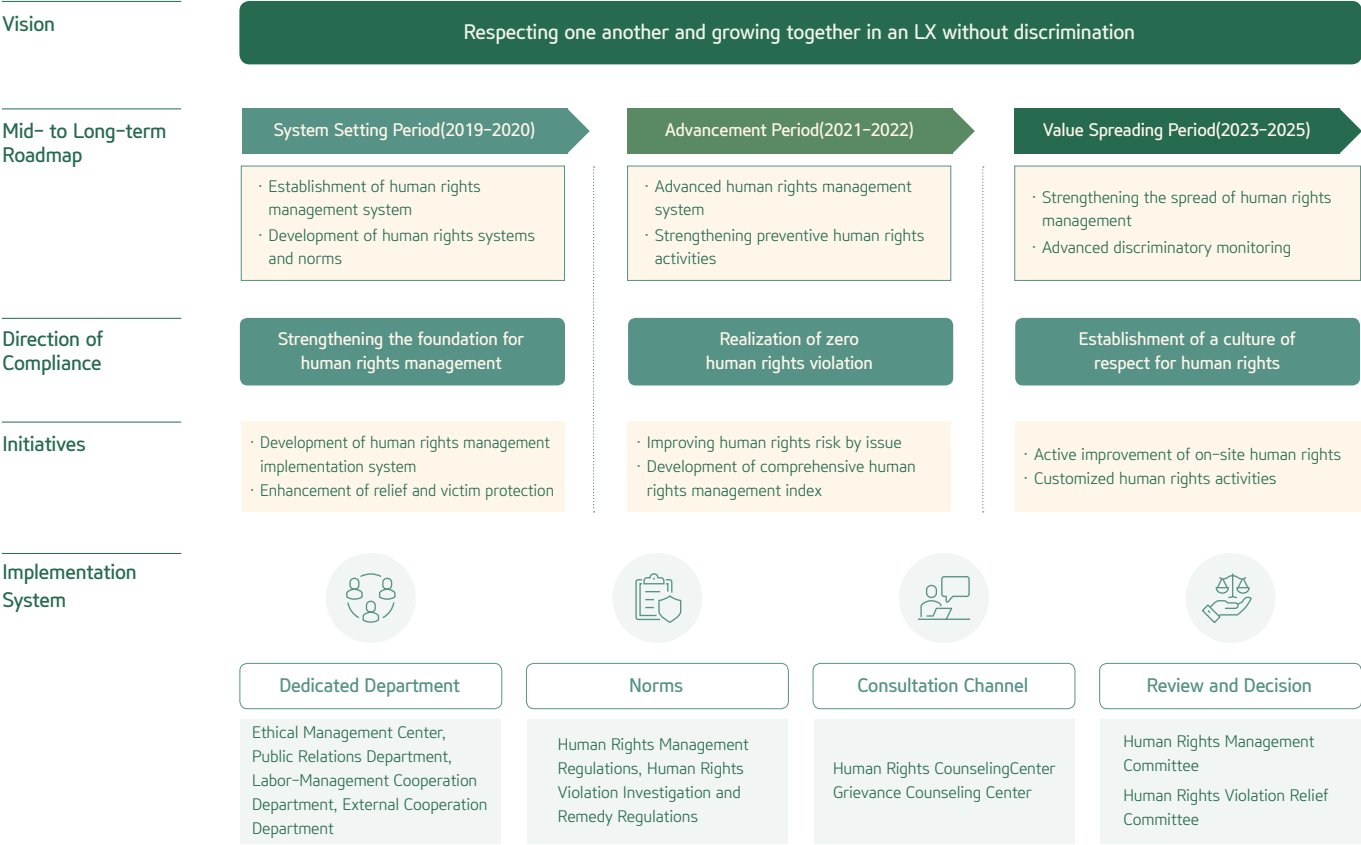 Vision
Respecting one another and growing together in an LX without discrimination
Mid- to Long-term
Roadmap
System Setting Period(2019-2020)
Advancement Period(2021-2022)
Value Spreading Period(2023-2025)
· Establishment of human rights
management system
· Development of human rights systems
and norms
· Advanced human rights management
system
· Strengthening preventive human rights
activities
· Strengthening the spread of human rights
management
· Advanced discriminatory monitoring
Direction of
Compliance
Strengthening the foundation for
human rights management
Realization of zero
human rights violation
Establishment of a culture of
respect for human rights
Initiatives
· Development of human rights management
implementation system
· Enhancement of relief and victim protection
· Improving human rights risk by issue
· Development of comprehensive human
rights management index
· Active improvement of on-site human rights
· Customized human rights activities
Implementation
System
Dedicated Department
Norms
Consultation Channel
Review and Decision
Ethical Management Center,
Public Relations Department,
Labor-Management Cooperation
Department, External Cooperation
Department
Human Rights Management
Regulations, Human Rights
Violation Investigation and
Remedy Regulations
Human Rights CounselingCenter
Grievance Counseling Center
Human Rights Management
Committee
Human Rights Violation Relief
Committee